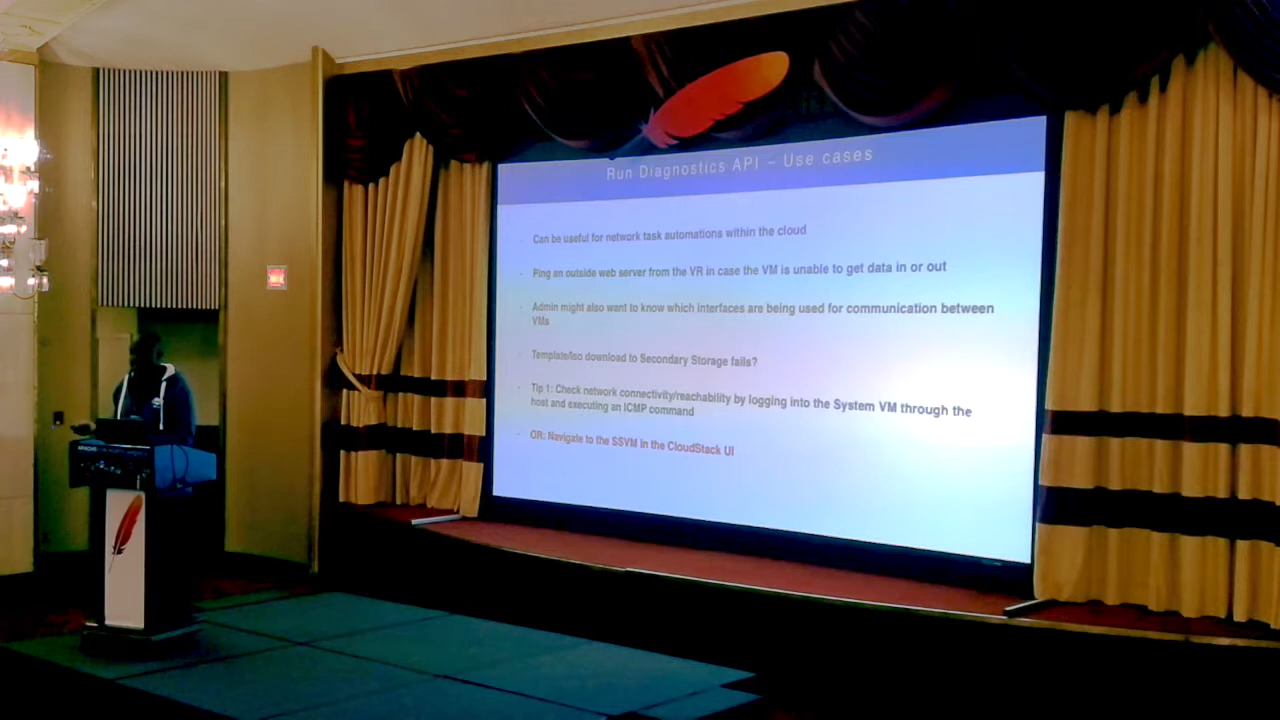 Run Diagnostics API – Use cases
Can be useful for network task automations within the cloud
Ping an outside web server from the VR in case the VM is unable to get data in or out
Admin might also want to know which interfaces are being used for communication between
VMs
Template/iso download to Secondary Storage fails?
Tip 1: Check network connectivity/reachability by logging into the System VM through the
host and executing an ICMP command
OR: Navigate to the SSVM in the CloudStack UI
APACHE